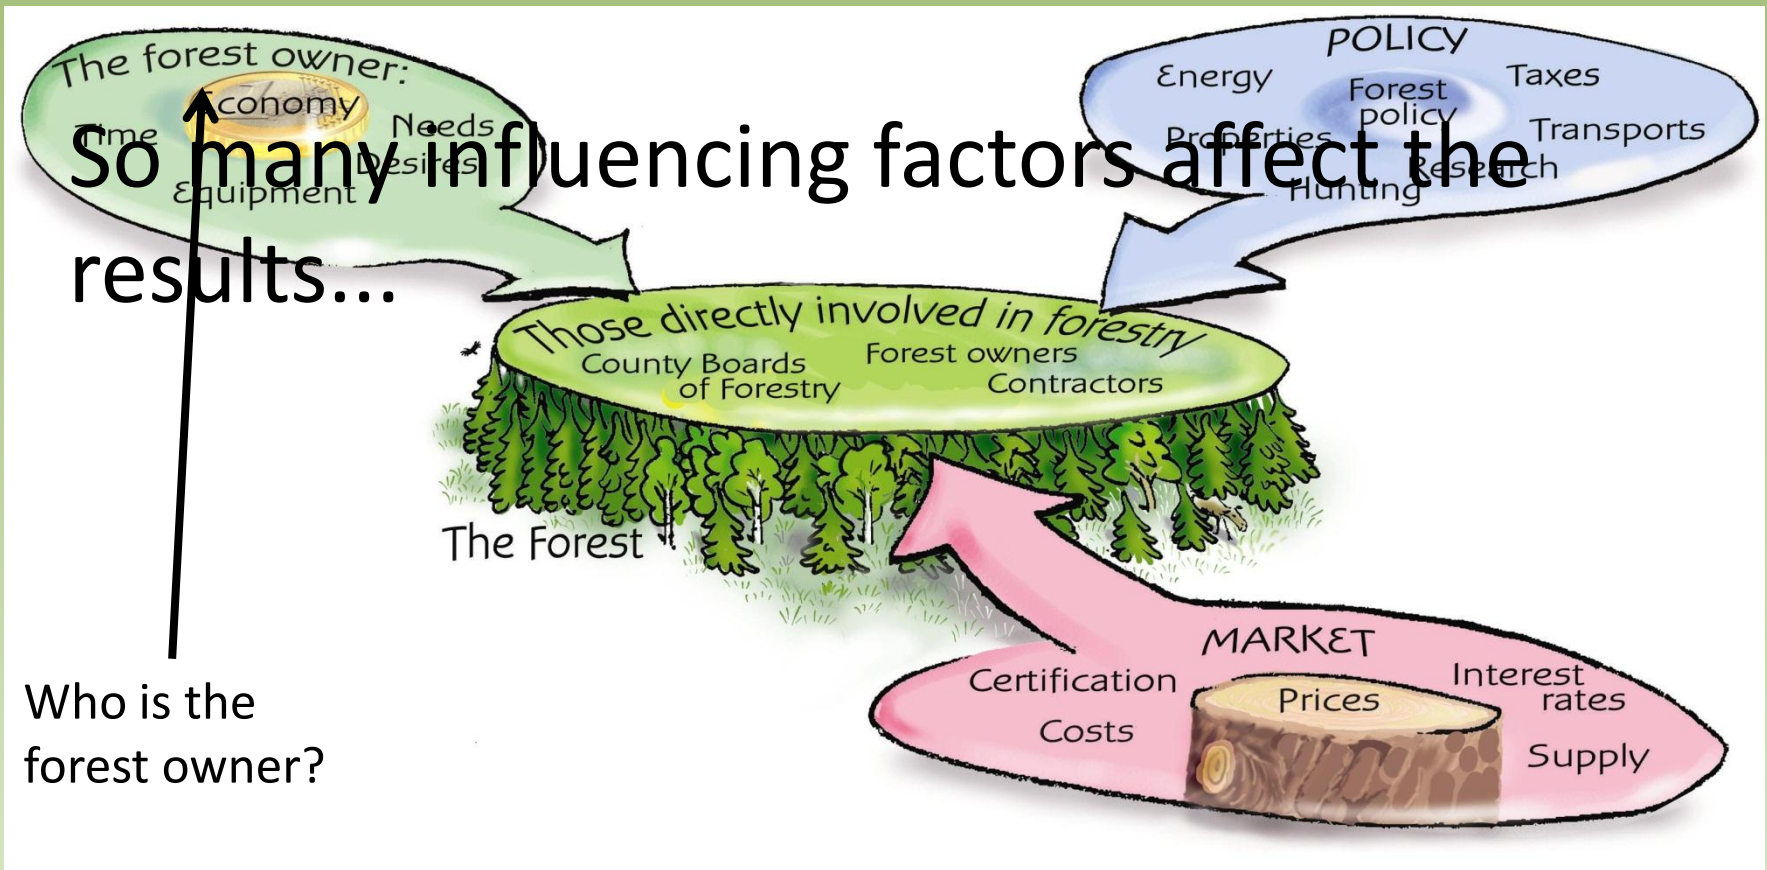 So many influencing factors affect the
results...
The forest owner:
Economy
Time
Needs
Desires
Equipment
POLICY
Energy
Forest
policy
Taxes
Properties
Transports
Research
Hunting
Those directly involved in forestry
County Boards
of Forestry
Forest owners
Contractors
The Forest
MARKET
Certification
Interest
rates
Prices
Costs
Supply
Who is the
forest owner?